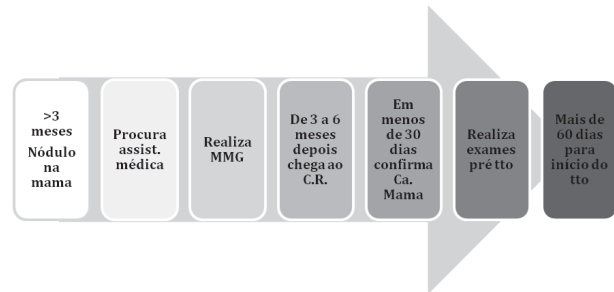 >3
meses
Nódulo
na
mama
Procura
assist.
médica
Realiza
MMG
De 3 a 6
meses
depois
chega ao
C.R.
Em
menos
de 30
dias
confirma
Ca.
Mama
Realiza
exames
pré tto
Mais de
60 dias
para
início do
tto